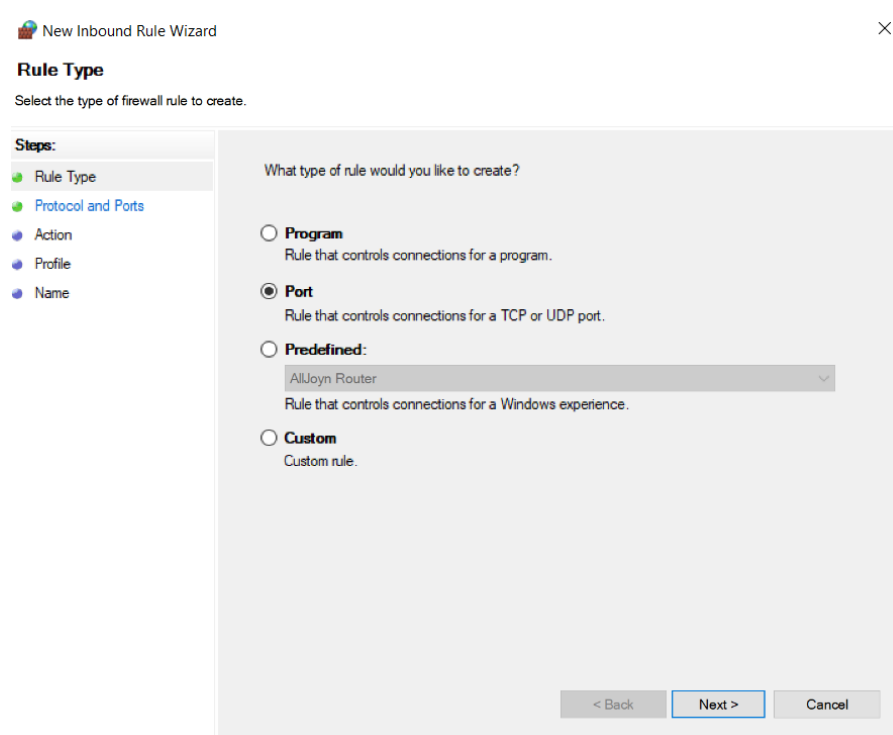 New Inbound Rule Wizard
Rule Type
Select the type of firewall rule to create.
Steps:
Rule Type
Protocol and Ports
Action
Profile
Name
What type of rule would you like to create?
Program
Rule that controls connections for a program.
Port
Rule that controls connections for a TCP or UDP port.
Predefined:
AllJoyn Router
Rule that controls connections for a Windows experience.
Custom
Custom rule.
< Back
Next >
Cancel